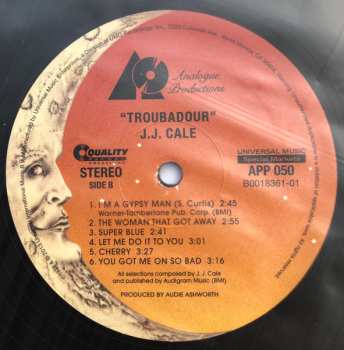 Analogue
Productions
"TROUBADOUR"
J.J. CALE
QUALITY
STEREO
SIDE B
UNIVERSAL MUSIC
Special Markets
APP 050
B0018361-01
1. I'M A GYPSY MAN (S. Curtis) 2:45
Warner-Tamberlane Pub. Corp. (BMI)
2. THE WOMAN THAT GOT AWAY 2:55
3. SUPER BLUE 2:41
4. LET ME DO IT TO YOU 3:01
5. CHERRY 3:27
6. YOU GOT ME ON SO BAD 3:16
All selections composed by J. J. Cale
and published by Audigram Music (BMI)
PRODUCED BY AUDIE ASHWORTH